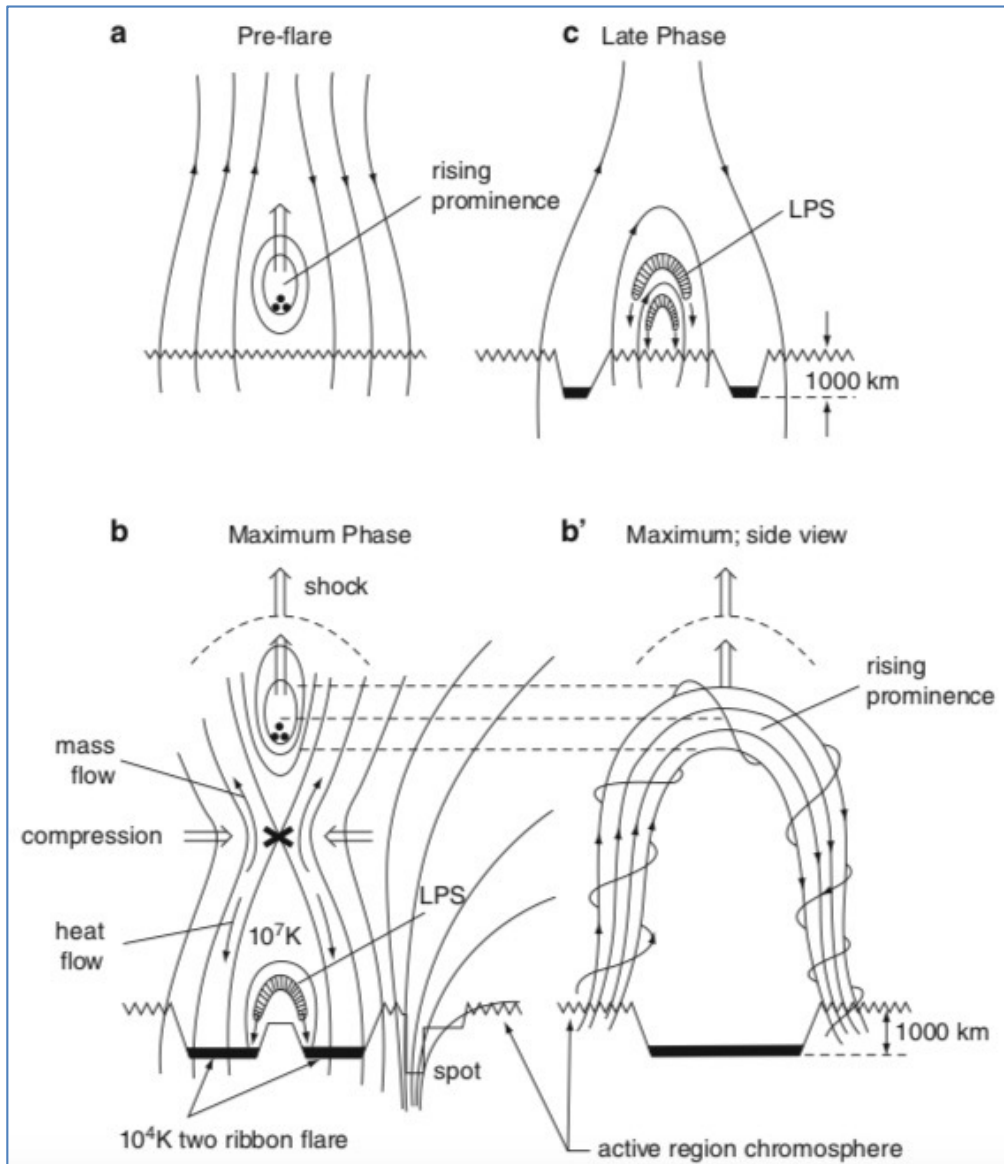 a
Pre-flare
c
Late Phase
rising
prominence
LPS
1000 km
b
Maximum Phase
b'
Maximum; side view
shock
rising
prominence
mass
flow
compression
LPS
heat
flow
10⁷K
1000 km
spot
10⁴K two ribbon flare
active region chromosphere